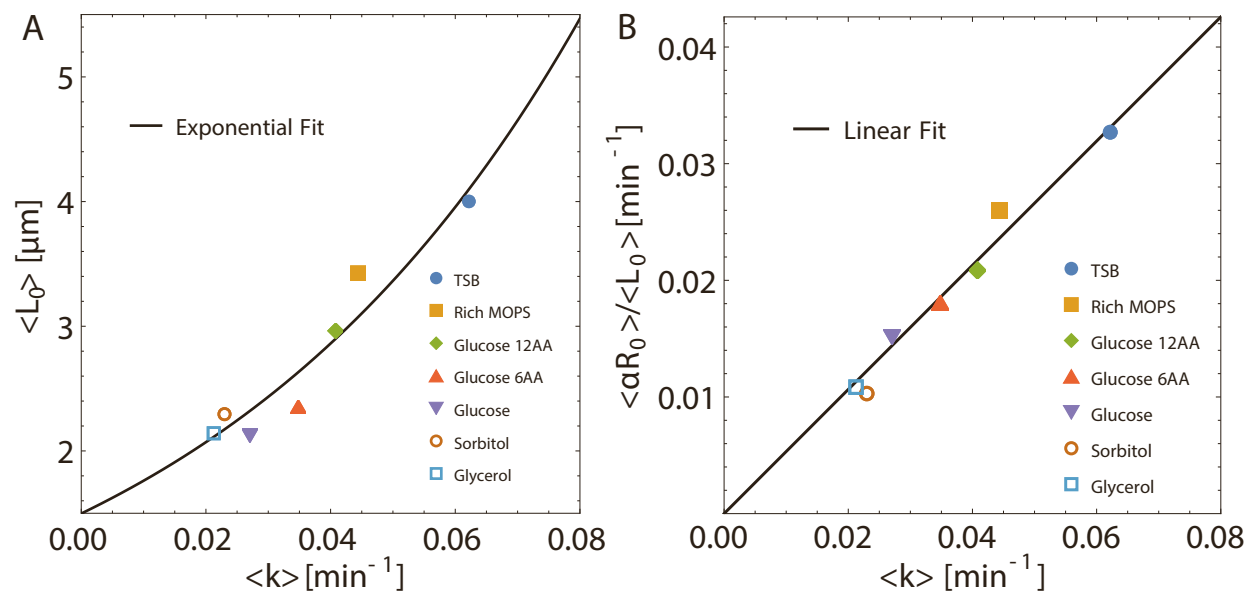 A
<L₀> [μm]
5
4
3
2
Exponential Fit
TSB
Rich MOPS
Glucose 12AA
Glucose 6AA
Glucose
Sorbitol
Glycerol
0.00 0.02 0.04 0.06 0.08
<k> [min⁻¹]
B
<αR₀>/<L₀> [min⁻¹]
0.04
0.03
0.02
0.01
Linear Fit
TSB
Rich MOPS
Glucose 12AA
Glucose 6AA
Glucose
Sorbitol
Glycerol
0.00 0.02 0.04 0.06 0.08
<k> [min⁻¹]